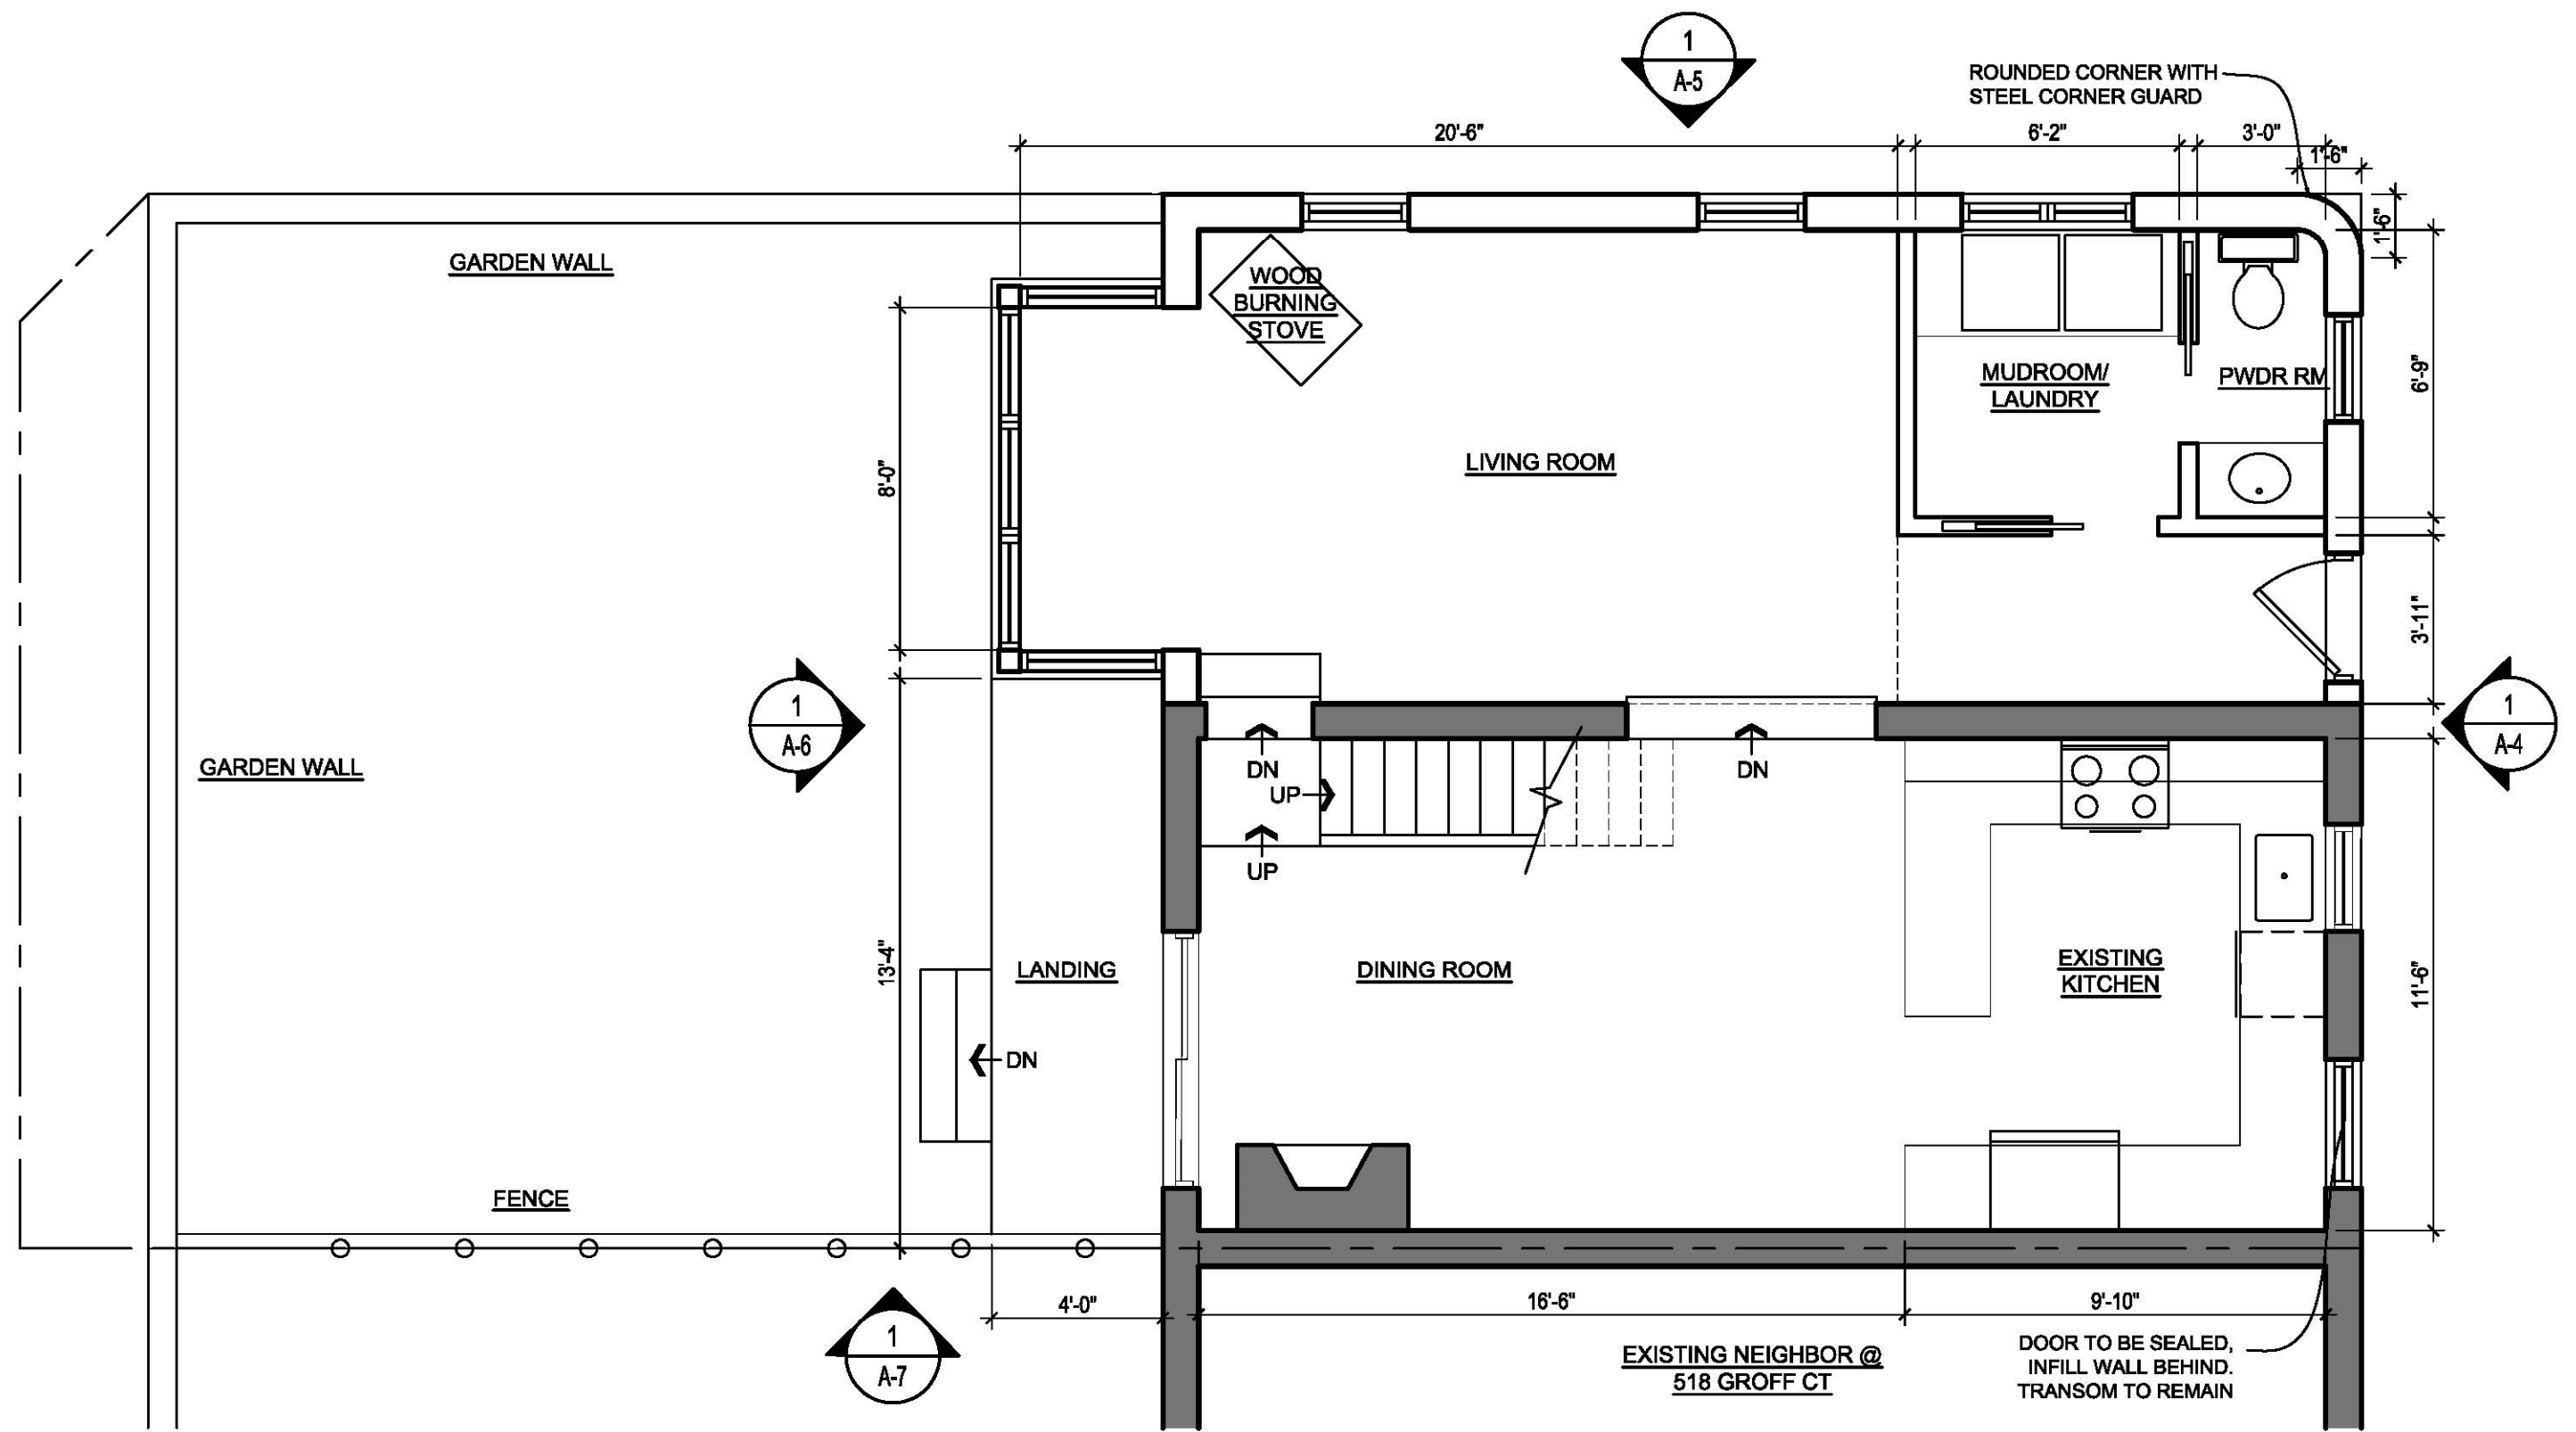 1
A-5
ROUNDED CORNER WITH
STEEL CORNER GUARD
20'-6"
6'-2"
3'-0"
1'-6"
1'-6"
GARDEN WALL
WOOD
BURNING
STOVE
MUDROOM/
LAUNDRY
PWDR RM
6'-9"
LIVING ROOM
8'-0"
3'-11"
1
A-6
1
A-4
GARDEN WALL
DN
UP
UP
DN
13'-4"
LANDING
DINING ROOM
EXISTING
KITCHEN
11'-6"
DN
FENCE
4'-0"
16'-6"
9'-10"
1
A-7
EXISTING NEIGHBOR @
518 GROFF CT
DOOR TO BE SEALED,
INFILL WALL BEHIND.
TRANSOM TO REMAIN